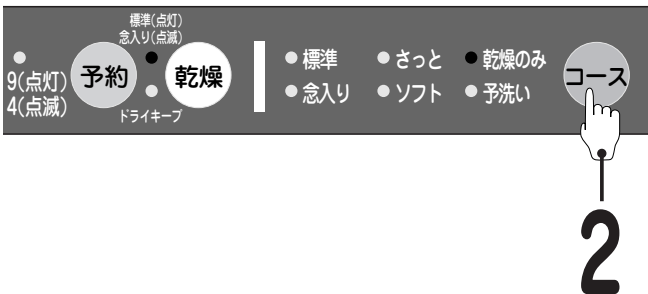 標準(点灯)
念入り(点滅)
9(点灯)
4(点滅)
予約
乾燥
ドライキープ
標準
さっと
乾燥のみ
念入り
ソフト
予洗い
コース
2